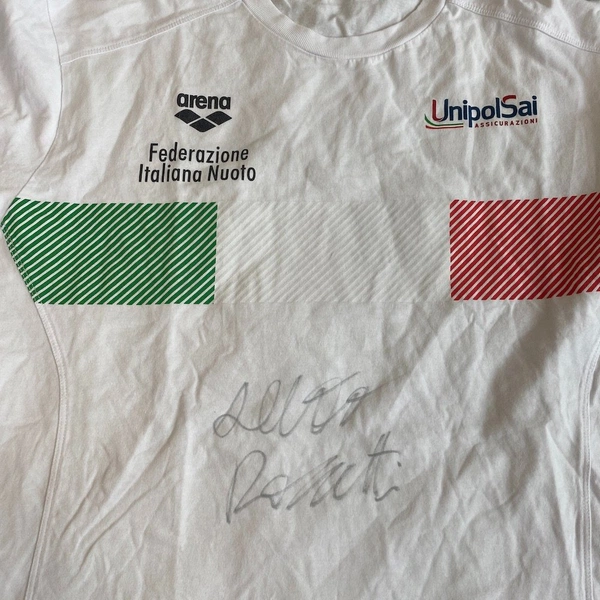 arena
UnipolSai
ASSICURAZIONI
Federazione
Italiana Nuoto